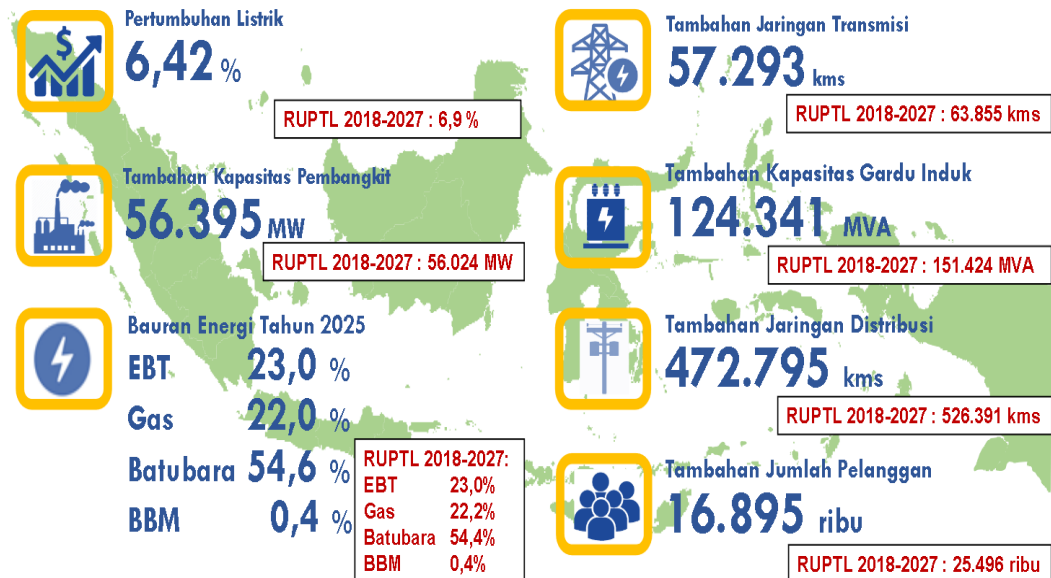 Pertumbuhan Listrik
6,42 %
RUPTL 2018-2027 : 6,9 %
Tambahan Kapasitas Pembangkit
56.395 MW
RUPTL 2018-2027 : 56.024 MW
Bauran Energi Tahun 2025
EBT 23,0 %
Gas 22,0 %
Batubara 54,6 %
BBM 0,4 %
RUPTL 2018-2027:
EBT 23,0%
Gas 22,2%
Batubara 54,4%
BBM 0,4%
Tambahan Jaringan Transmisi
57.293 kms
RUPTL 2018-2027 : 63.855 kms
Tambahan Kapasitas Gardu Induk
124.341 MVA
RUPTL 2018-2027 : 151.424 MVA
Tambahan Jaringan Distribusi
472.795 kms
RUPTL 2018-2027 : 526.391 kms
Tambahan Jumlah Pelanggan
16.895 ribu
RUPTL 2018-2027 : 25.496 ribu